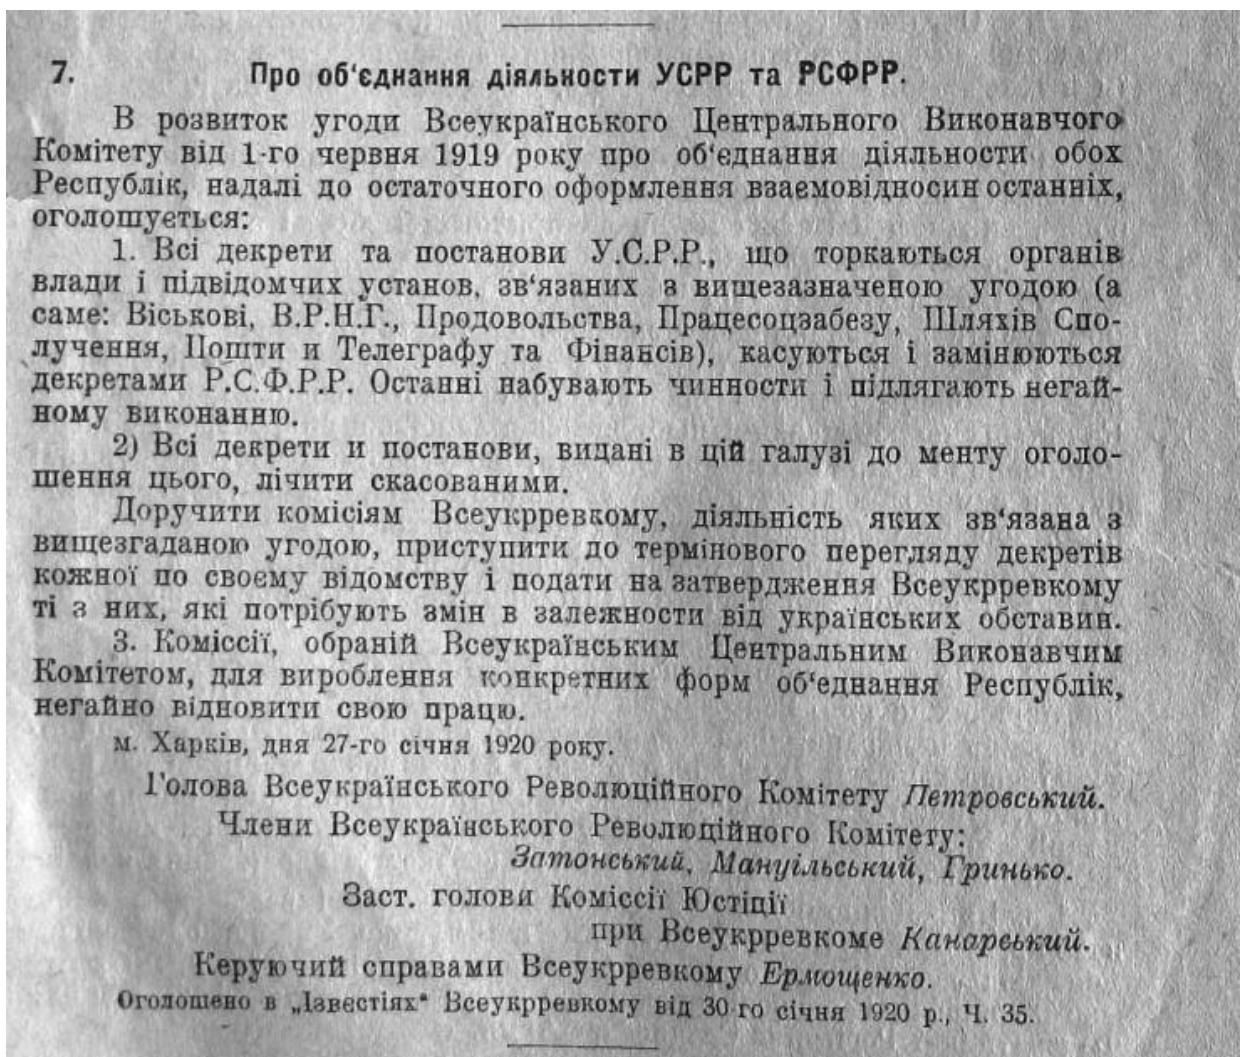 7. Про об‘єднання діяльности УСРР та РСФРР.
В розвиток угоди Всеукраїнського Центрального Виконавчого
Комітету від 1-го червня 1919 року про об‘єднання діяльности обох
Республік, надалі до остаточного оформлення взаємовідносин останніх,
оголошується:
1. Всі декрети та постанови У.С.Р.Р., що торкаються органів
влади і підвідомчих установ, зв‘язаних з вищезазначеною угодою (а
саме: Віськові, В.Р.Н.Г., Продовольства, Працесоцзабезу, Шляхів Спо-
лучення, Пошти и Телеграфу та Фінансів), касуються і замінюються
декретами Р.С.Ф.Р.Р. Останні набувають чинности і підлягають негай-
ному виконанню.
2) Всі декрети и постанови, видані в цій галузі до менту оголо-
шення цього, лічити скасованими.
Доручити комісіям Всеукрревкому, діяльність яких зв‘язана з
вищезгаданою угодою, приступити до термінового перегляду декретів
кожної по своєму відомству і подати на затвердження Всеукрревкому
ті з них, які потрібують змін в залежности від українських обставин.
3. Коміссії, обраній Всеукраїнським Центральним Виконавчим
Комітетом, для вироблення конкретних форм об‘еднання Республік,
негайно відновити свою працю.
м. Харків, дня 27-го січня 1920 року.
Голова Всеукраїнського Революційного Комітету Петровський.
Члени Всеукраїнського Революційного Комітету:
Затонський, Мануільський, Гринько.
Заст. голови Коміссії Юстіції
при Всеукрревкоме Канарський.
Керуючий справами Всеукрревкому Ермощенко.
Оголошено в „Ізвєстіях“ Всеукрревкому від 30-го січня 1920 р., Ч. 35.